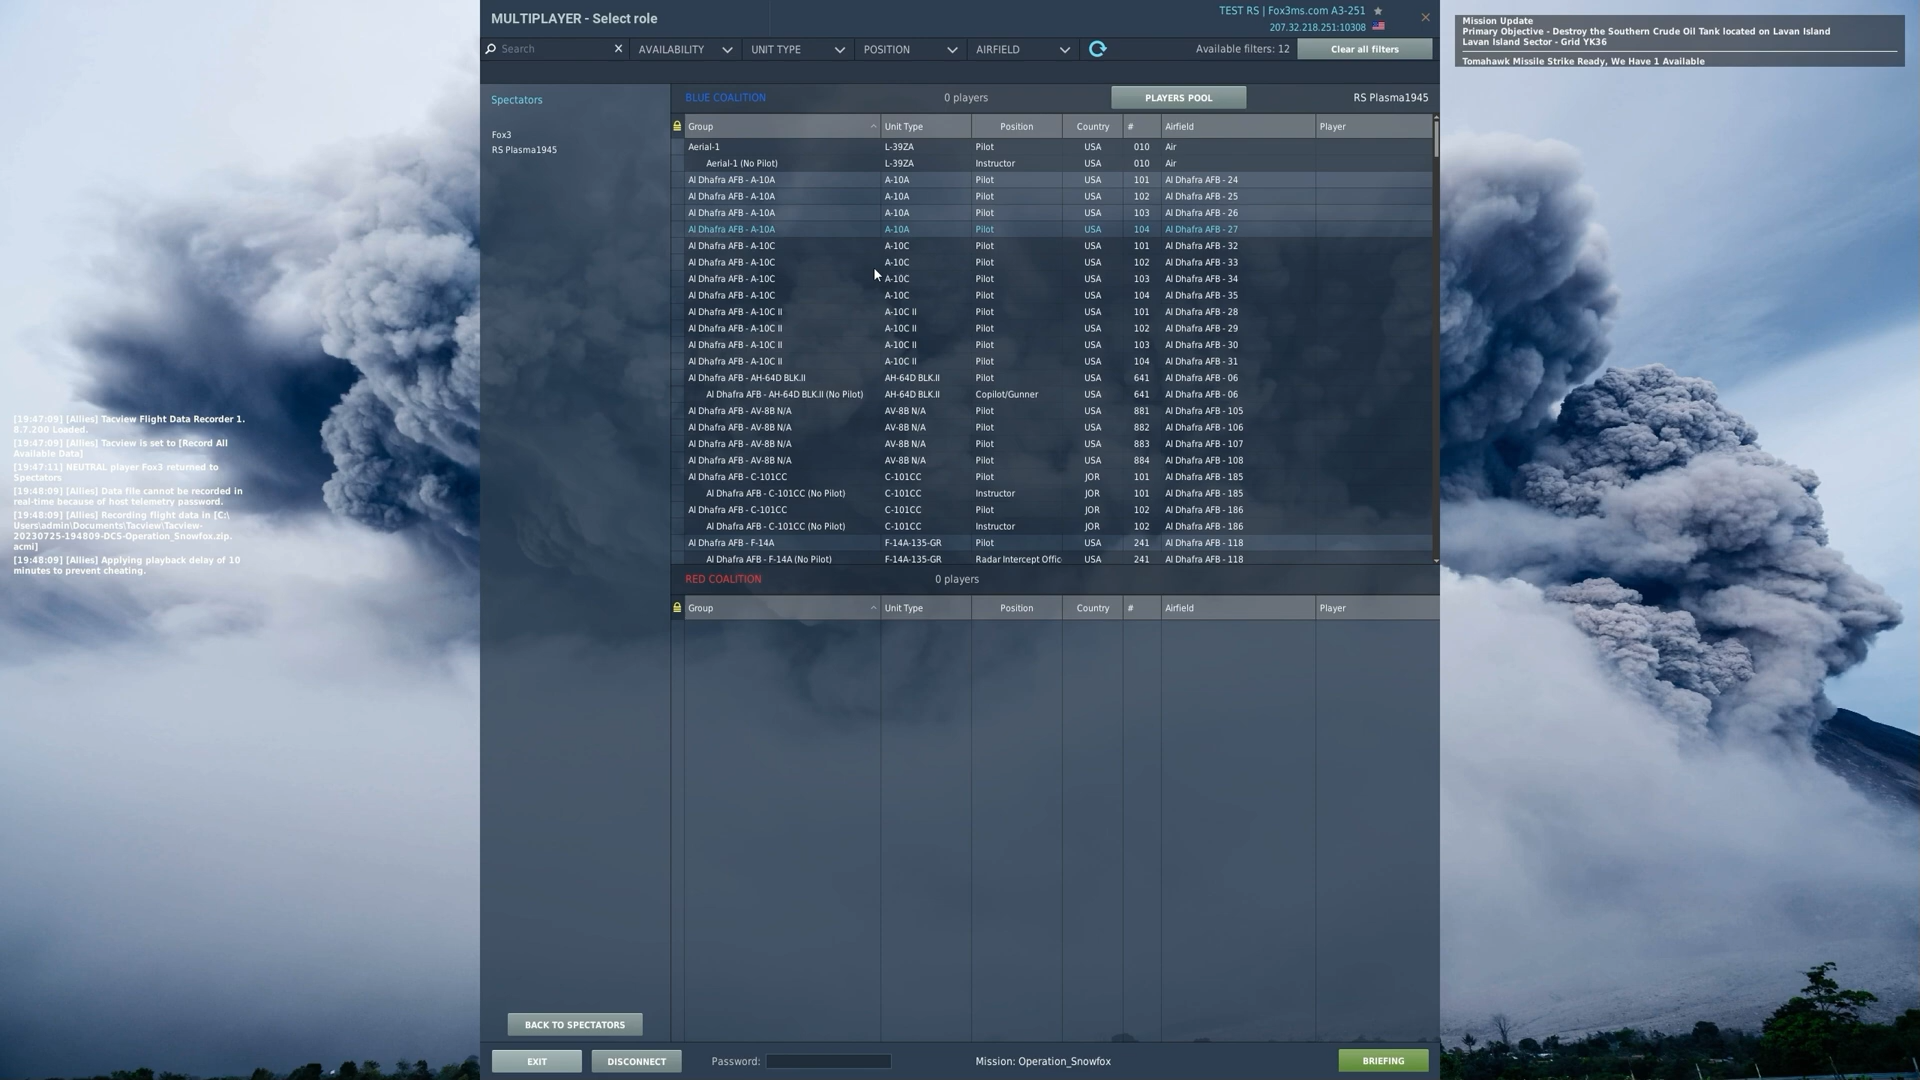 MULTIPLAYER - Select role
TEST RS | Fox3ms.com A3-251
207.32.218.251:10308
Search
AVAILABILITY
UNIT TYPE
POSITION
AIRFIELD
Available filters: 12
Clear all filters
Mission Update
Primary Objective - Destroy the Southern Crude Oil Tank located on Lavan Island
Lavan Island Sector - Grid YK36
Tomahawk Missile Strike Ready, We Have 1 Available
Spectators
Fox3
RS Plasma1945
BLUE COALITION 0 players PLAYERS POOL RS Plasma1945
Group Unit Type Position Country # Airfield Player
Aerial-1 L-39ZA Pilot USA 010 Air
Aerial-1 (No Pilot) L-39ZA Instructor USA 010 Air
Al Dhafra AFB - A-10A A-10A Pilot USA 101 Al Dhafra AFB - 24
Al Dhafra AFB - A-10A A-10A Pilot USA 102 Al Dhafra AFB - 25
Al Dhafra AFB - A-10A A-10A Pilot USA 103 Al Dhafra AFB - 26
Al Dhafra AFB - A-10A A-10A Pilot USA 104 Al Dhafra AFB - 27
Al Dhafra AFB - A-10C A-10C Pilot USA 101 Al Dhafra AFB - 32
Al Dhafra AFB - A-10C A-10C Pilot USA 102 Al Dhafra AFB - 33
Al Dhafra AFB - A-10C A-10C Pilot USA 103 Al Dhafra AFB - 34
Al Dhafra AFB - A-10C A-10C Pilot USA 104 Al Dhafra AFB - 35
Al Dhafra AFB - A-10C II A-10C II Pilot USA 101 Al Dhafra AFB - 28
Al Dhafra AFB - A-10C II A-10C II Pilot USA 102 Al Dhafra AFB - 29
Al Dhafra AFB - A-10C II A-10C II Pilot USA 103 Al Dhafra AFB - 30
Al Dhafra AFB - A-10C II A-10C II Pilot USA 104 Al Dhafra AFB - 31
Al Dhafra AFB - AH-64D BLK.II AH-64D BLK.II Pilot USA 641 Al Dhafra AFB - 06
Al Dhafra AFB - AH-64D BLK.II (No Pilot) AH-64D BLK.II Copilot/Gunner USA 641 Al Dhafra AFB - 06
Al Dhafra AFB - AV-8B N/A AV-8B N/A Pilot USA 881 Al Dhafra AFB - 105
Al Dhafra AFB - AV-8B N/A AV-8B N/A Pilot USA 882 Al Dhafra AFB - 106
Al Dhafra AFB - AV-8B N/A AV-8B N/A Pilot USA 883 Al Dhafra AFB - 107
Al Dhafra AFB - AV-8B N/A AV-8B N/A Pilot USA 884 Al Dhafra AFB - 108
Al Dhafra AFB - C-101CC C-101CC Pilot JOR 101 Al Dhafra AFB - 185
Al Dhafra AFB - C-101CC (No Pilot) C-101CC Instructor JOR 101 Al Dhafra AFB - 185
Al Dhafra AFB - C-101CC C-101CC Pilot JOR 102 Al Dhafra AFB - 186
Al Dhafra AFB - C-101CC (No Pilot) C-101CC Instructor JOR 102 Al Dhafra AFB - 186
Al Dhafra AFB - F-14A F-14A-135-GR Pilot USA 241 Al Dhafra AFB - 118
Al Dhafra AFB - F-14A (No Pilot) F-14A-135-GR Radar Intercept Offic USA 241 Al Dhafra AFB - 118
RED COALITION 0 players
Group Unit Type Position Country # Airfield Player
[19:47:09] [Allies] Tacview Flight Data Recorder 1.
8.7.200 Loaded.
[19:47:09] [Allies] Tacview is set to [Record All
Available Data]
[19:47:11] NEUTRAL player Fox3 returned to
Spectators
[19:48:09] [Allies] Data file cannot be recorded in
real-time because of host telemetry password.
[19:48:09] [Allies] Recording flight data in [C:\
Users\admin\Documents\Tacview\Tacview-
20230725-194809-DCS-Operation_Snowfox.zip.
acmi]
[19:48:09] [Allies] Applying playback delay of 10
minutes to prevent cheating.
BACK TO SPECTATORS
EXIT
DISCONNECT
Password:
Mission: Operation_Snowfox
BRIEFING